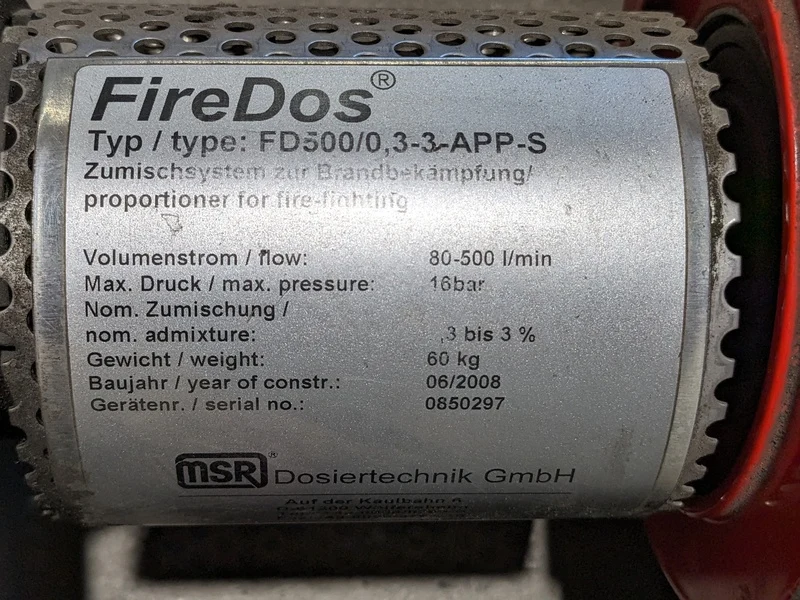 FireDos®
Typ / type: FD500/0,3-3-APP-S
Zumischsystem zur Brandbekämpfung/
proportioner for fire-fighting
Volumenstrom / flow: 80-500 l/min
Max. Druck / max. pressure: 16bar
Nom. Zumischung /
nom. admixture: ,3 bis 3 %
Gewicht / weight: 60 kg
Baujahr / year of constr.: 06/2008
Gerätenr. / serial no.: 0850297
MSR® Dosiertechnik GmbH
Auf der Kaulbahn 6